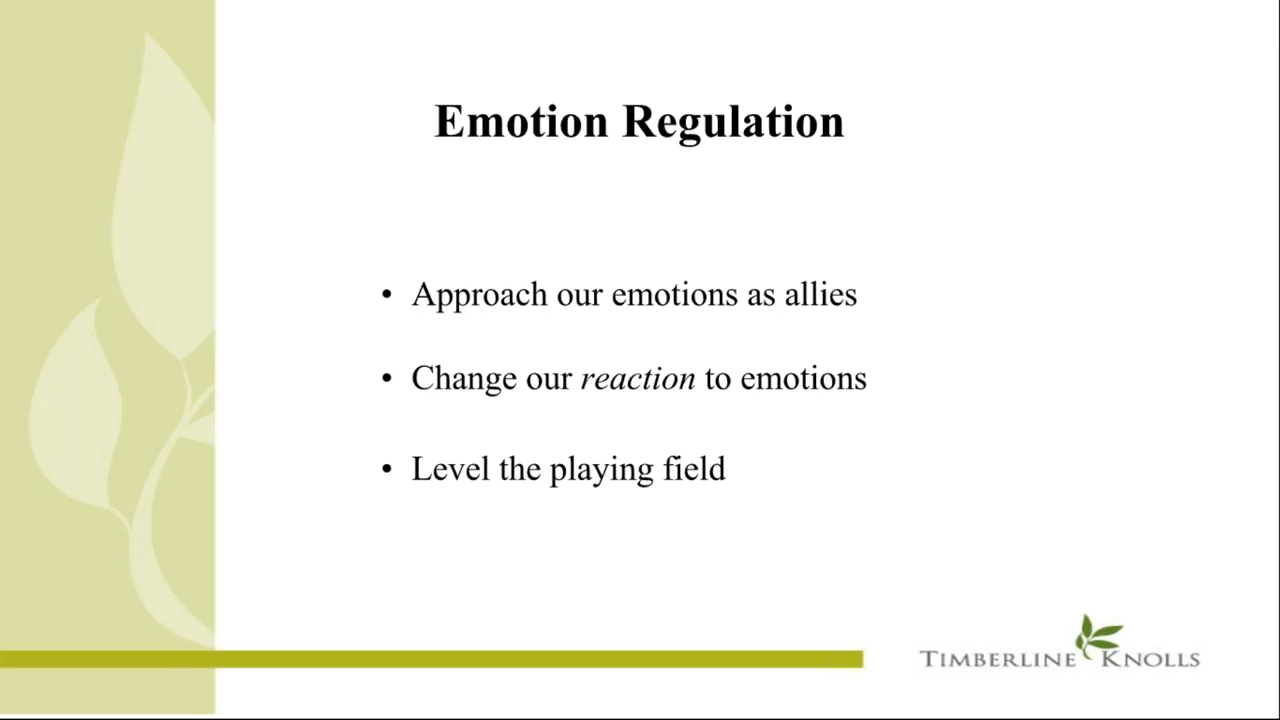 Emotion Regulation
• Approach our emotions as allies
• Change our reaction to emotions
• Level the playing field
TIMBERLINE KNOLLS